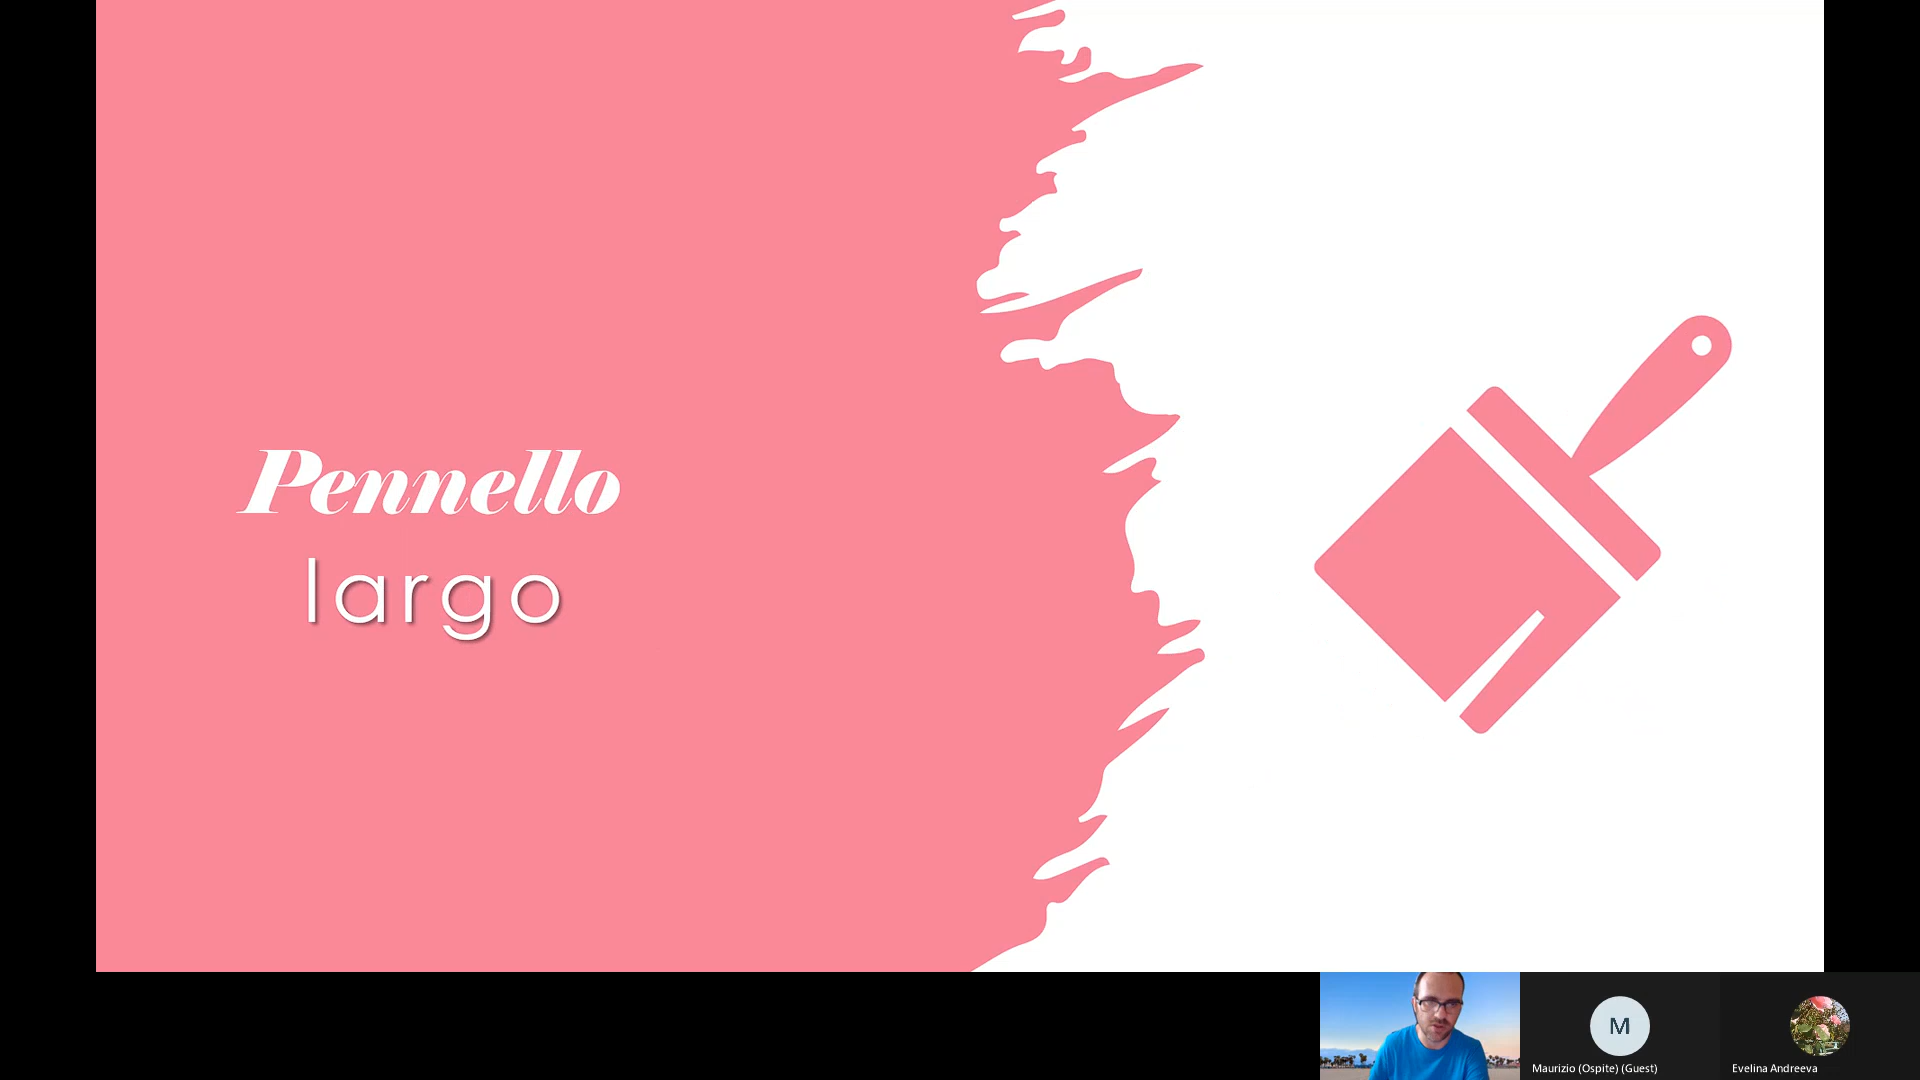 Pennello
largo
M
Maurizio (Ospite) (Guest)
Evelina Andreeva